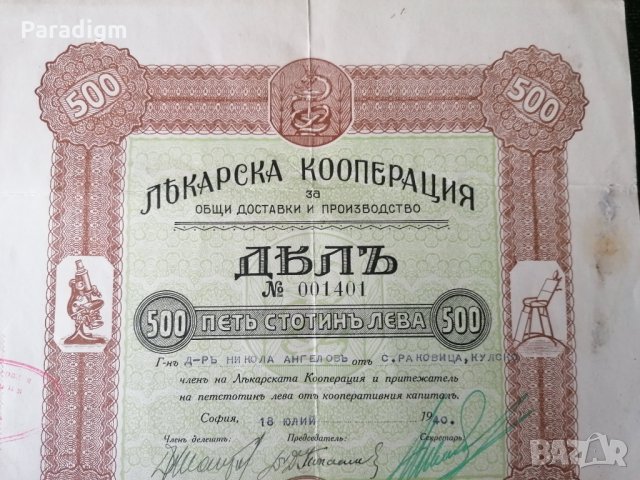 Paradigm
500 500
ЛѢКАРСКА КООПЕРАЦИЯ
за
ОБЩИ ДОСТАВКИ И ПРОИЗВОДСТВО
ДѢЛЪ
№ 001401
500 ПЕТЬ СТОТИНЪ ЛЕВА 500
Г-нъ Д-РЪ НИКОЛА АНГЕЛОВЪ отъ С. РАКОВИЦА, КУЛСКО
членъ на Лѣкарската Кооперация и притежатель
на петстотинъ лева отъ кооперативния капиталъ.
София, 18 ЮЛИЙ 1940.
Членъ делегатъ: Председатель: Секретарь:
BAZAR